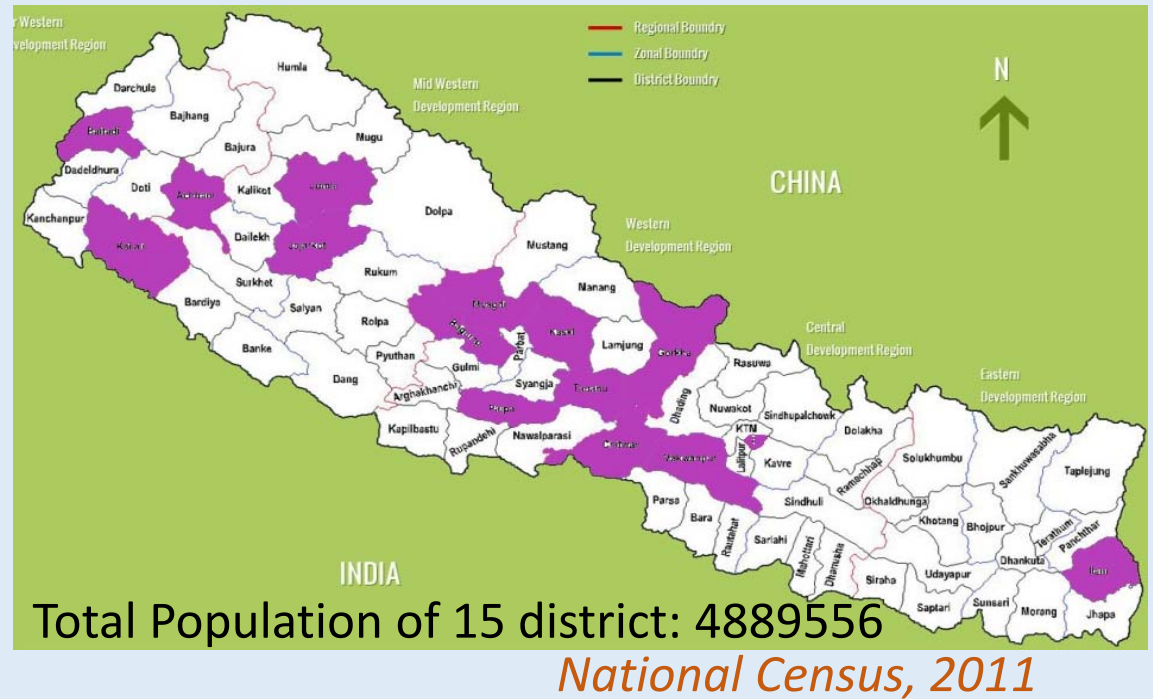 r Western
velopment Region
Regional Boundry
Zonal Boundry
District Boundry
N
Humla
Mid Western
Development Region
Darchula
Bajhang
Baitadi
Mugu
Bajura
Dadeldhura
Doti
Kalikot
CHINA
Kanchanpur
Dolpa
Western
Development Region
Dailekh
Mustang
Rukum
Surkhet
Manang
Bardiya
Salyan
Rolpa
Parbat
Lamjung
Central
Development Region
Banke
Pyuthan
Gulmi
Rasuwa
Dang
Syangja
Arghakhanchi
Dhading
Nuwakot
Sindhupalchowk
Eastern
Development Region
Kapilbastu
Rupandehi
Nawalparasi
KTM
Dolakha
Lalitpur
Kavre
Ramechhap
Solukhumbu
Sankhuwasabha
Taplejung
Parsa
Sindhuli
Okhaldhunga
Bara
Rautahat
Sarlahi
Khotang
Bhojpur
Terathum
Panchthar
Mahottari
Dhanusha
Dhankuta
INDIA
Siraha
Udayapur
Saptari
Sunsari
Morang
Jhapa
Total Population of 15 district: 4889556
National Census, 2011